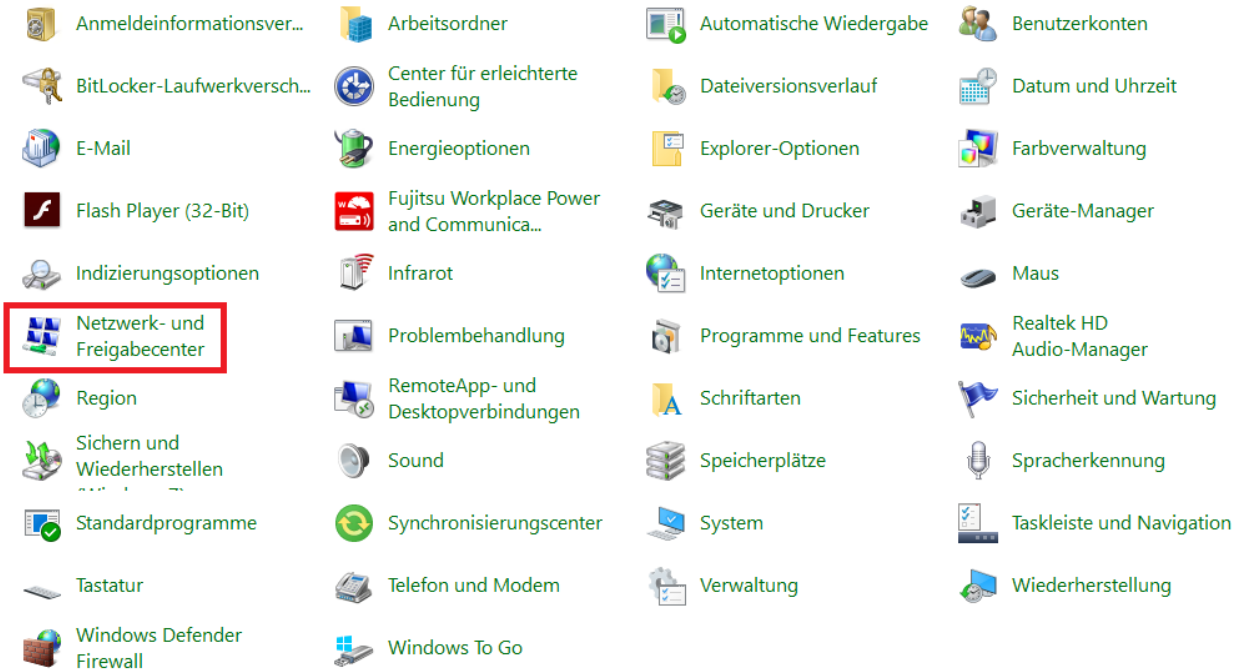 Anmeldeinformationsver...
Arbeitsordner
Automatische Wiedergabe
Benutzerkonten
BitLocker-Laufwerkversch...
Center für erleichterte
Bedienung
Dateiversionsverlauf
Datum und Uhrzeit
E-Mail
Energieoptionen
Explorer-Optionen
Farbverwaltung
Flash Player (32-Bit)
Fujitsu Workplace Power
and Communica...
Geräte und Drucker
Geräte-Manager
Indizierungsoptionen
Infrarot
Internetoptionen
Maus
Netzwerk- und
Freigabecenter
Problembehandlung
Programme und Features
Realtek HD
Audio-Manager
Region
RemoteApp- und
Desktopverbindungen
Schriftarten
Sicherheit und Wartung
Sichern und
Wiederherstellen
Sound
Speicherplätze
Spracherkennung
Standardprogramme
Synchronisierungscenter
System
Taskleiste und Navigation
Tastatur
Telefon und Modem
Verwaltung
Wiederherstellung
Windows Defender
Firewall
Windows To Go